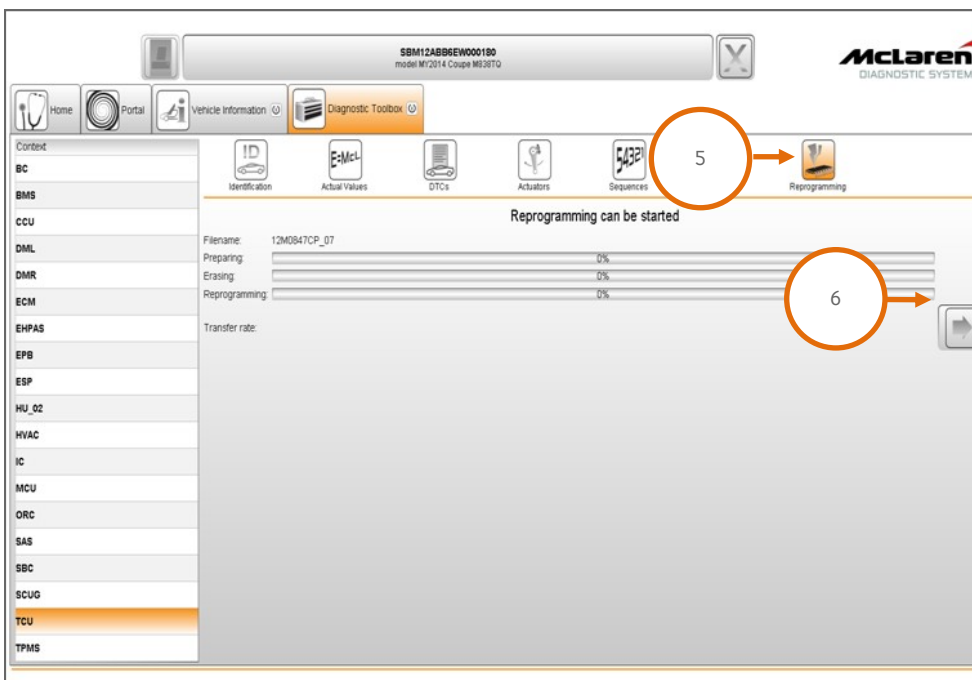 SBM12ABB6EW000180
model MY2014 Coupe M838TQ
McLaren
DIAGNOSTIC SYSTEM
Home
Portal
Vehicle Information
Diagnostic Toolbox
Context
BC
BMS
CCU
DML
DMR
ECM
EHPAS
EPB
ESP
HU_02
HVAC
IC
MCU
ORC
SAS
SBC
SCUG
TCU
TPMS
ID
E=McL
54321
5
Identification
Actual Values
DTCs
Actuators
Sequences
Reprogramming
Reprogramming can be started
Filename: 12M0847CP_07
Preparing: 0%
Erasing: 0%
Reprogramming: 0%
6
Transfer rate: